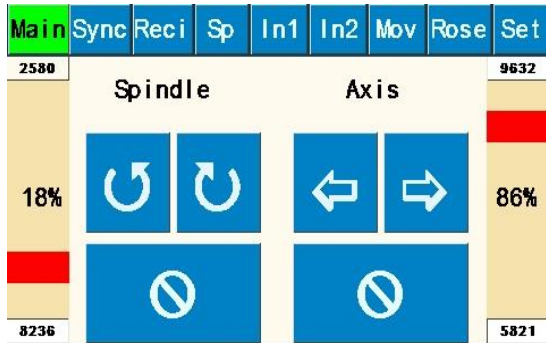 Main Sync Reci Sp In1 In2 Mov Rose Set
2580 9632
Spindle Axis
18% 86%
8236 5821